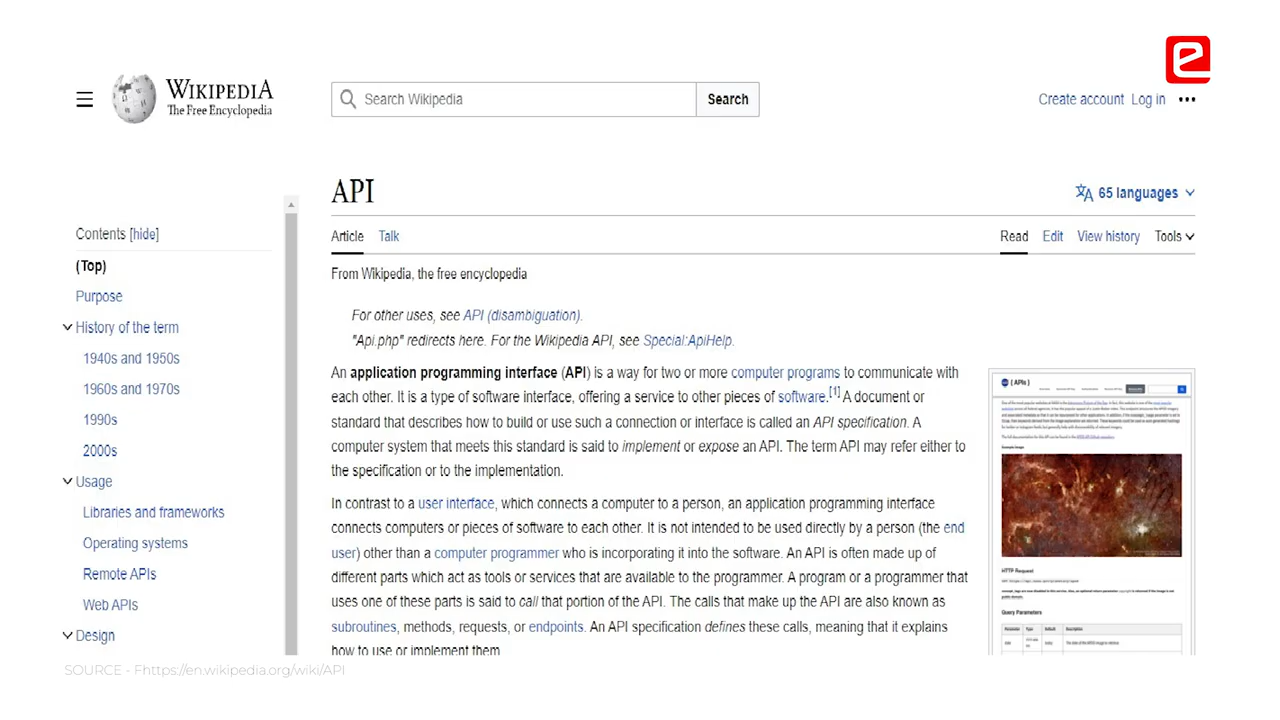 WIKIPEDIA
The Free Encyclopedia
Search Wikipedia
Search
Create account Log in
API
65 languages
Article Talk
Read Edit View history Tools
From Wikipedia, the free encyclopedia
Contents [hide]
(Top)
Purpose
History of the term
1940s and 1950s
1960s and 1970s
1990s
2000s
Usage
Libraries and frameworks
Operating systems
Remote APIs
Web APIs
Design
For other uses, see API (disambiguation).
"Api.php" redirects here. For the Wikipedia API, see Special:ApiHelp.
An application programming interface (API) is a way for two or more computer programs to communicate with
each other. It is a type of software interface, offering a service to other pieces of software.[1] A document or
standard that describes how to build or use such a connection or interface is called an API specification. A
computer system that meets this standard is said to implement or expose an API. The term API may refer either to
the specification or to the implementation.
In contrast to a user interface, which connects a computer to a person, an application programming interface
connects computers or pieces of software to each other. It is not intended to be used directly by a person (the end
user) other than a computer programmer who is incorporating it into the software. An API is often made up of
different parts which act as tools or services that are available to the programmer. A program or a programmer that
uses one of these parts is said to call that portion of the API. The calls that make up the API are also known as
subroutines, methods, requests, or endpoints. An API specification defines these calls, meaning that it explains
how to use or implement them
{ APIs }
HTTP Request
Query Parameters
Parameter Type Default Description
SOURCE - Fhttps://en.wikipedia.org/wiki/API